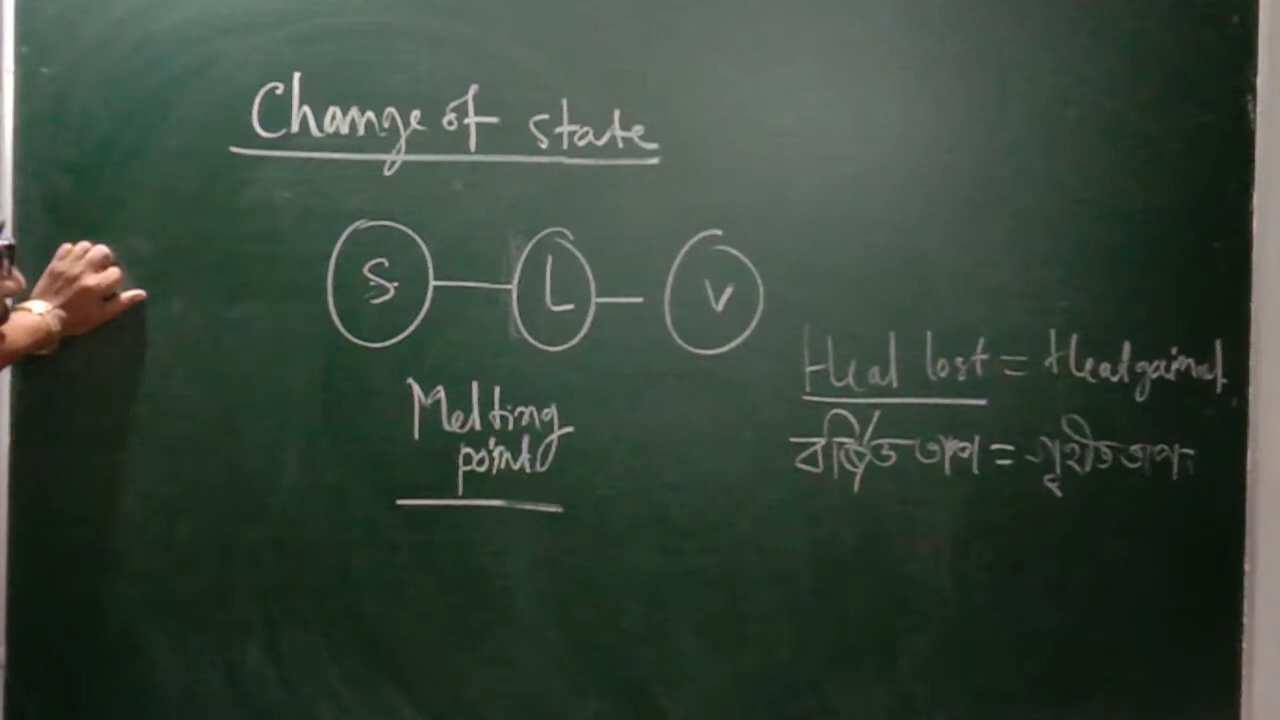 Change of state
S L V
Melting
point
Heat lost = Heat gained
বর্জিত তাপ = গৃহীত তাপ